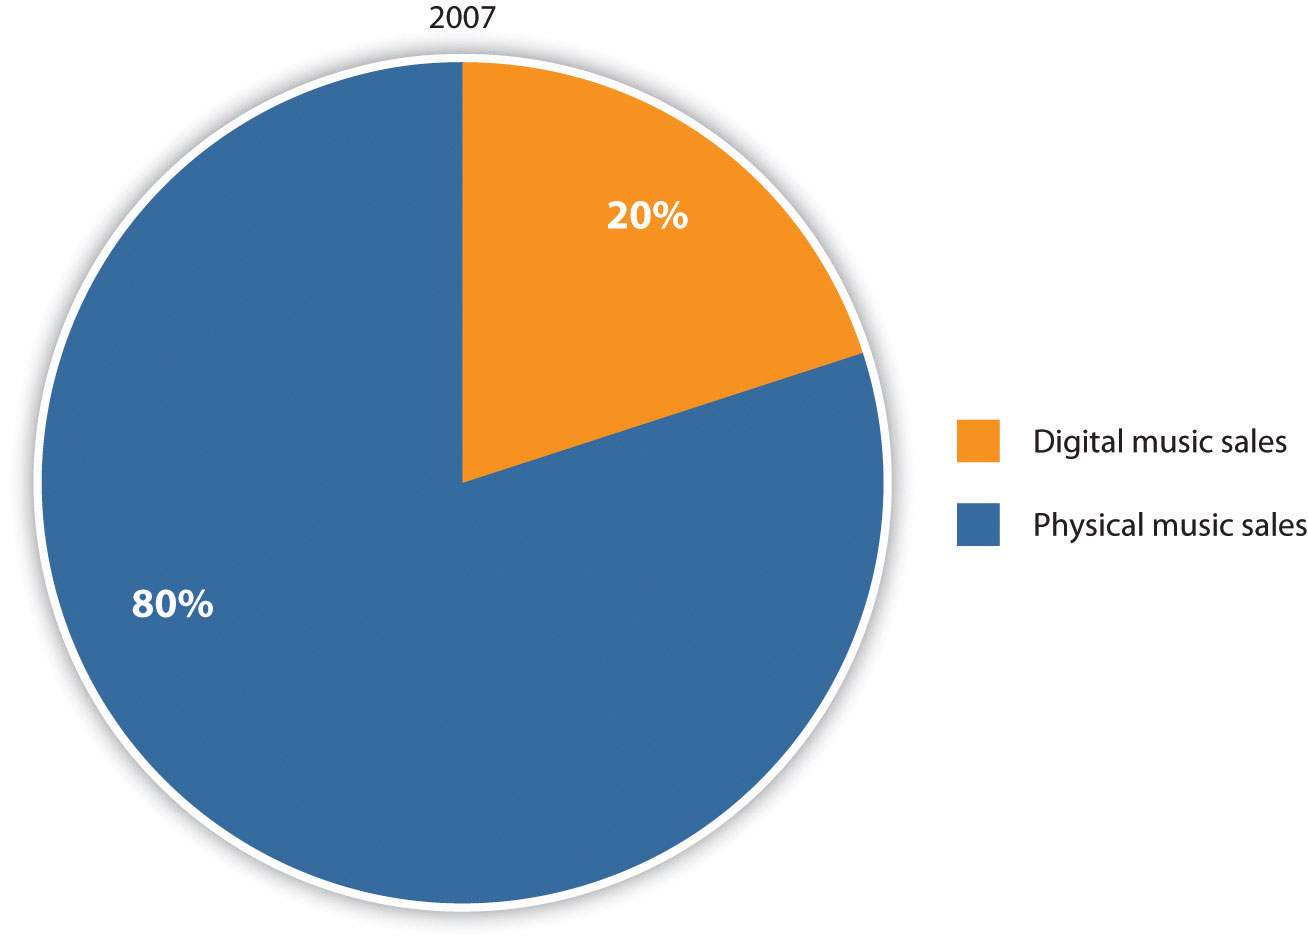 2007
20%
Digital music sales
Physical music sales
80%